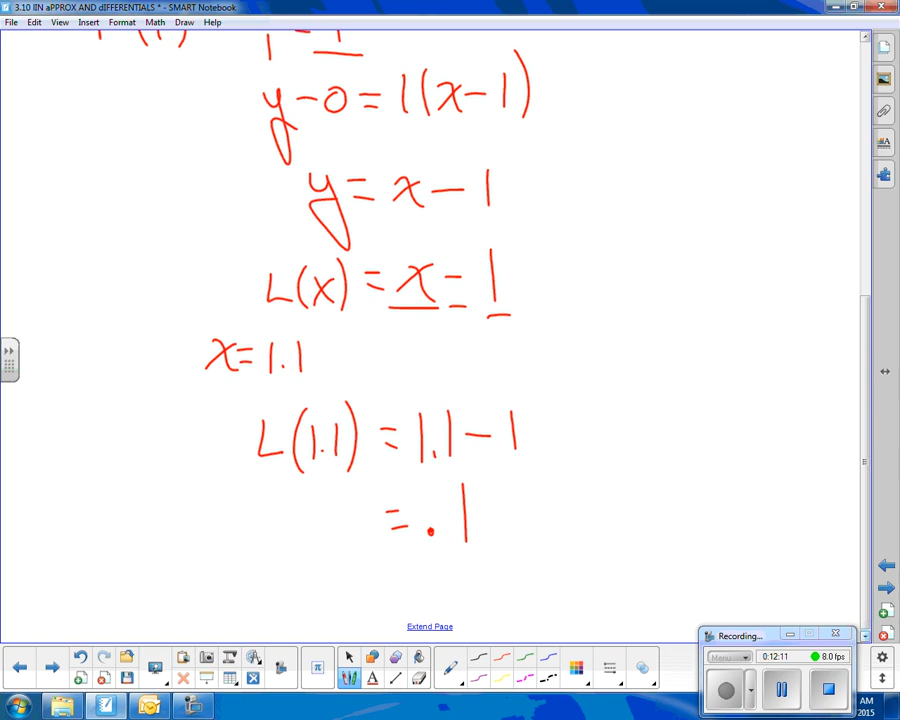 3.10 lIN aPPROX AND dIFFERENTIALS * - SMART Notebook
File Edit View Insert Format Math Draw Help
y-0=1(x-1)
y=x-1
L(x)=x-1
x=1.1
L(1.1)=1.1-1
=.1
Extend Page
Recording...
Menu
0:12:11
8.0 fps
AM
2015